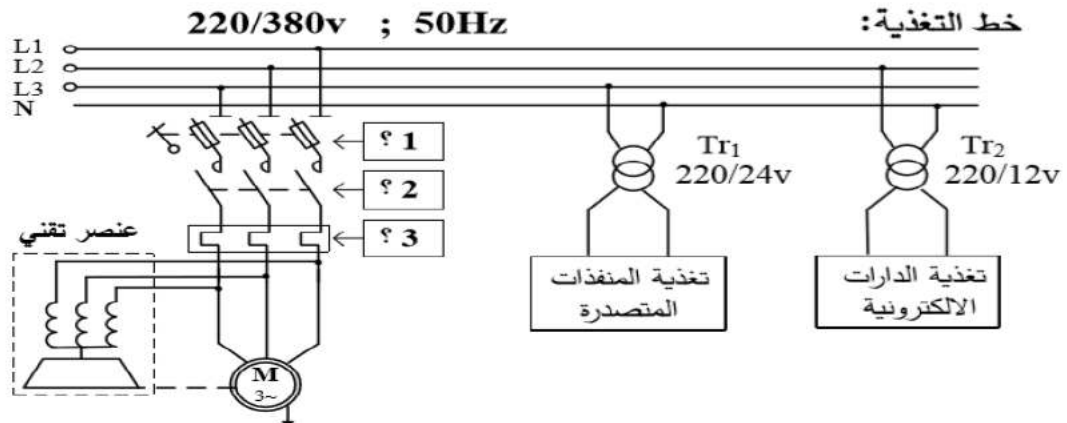 220/380v ; 50Hz
خط التغذية:
L1
L2
L3
N
1 ؟
2 ؟
3 ؟
Tr1
220/24v
Tr2
220/12v
عنصر تقني
تغذية المنفذات
المتصدرة
تغذية الدارات
الالكترونية
M
3~